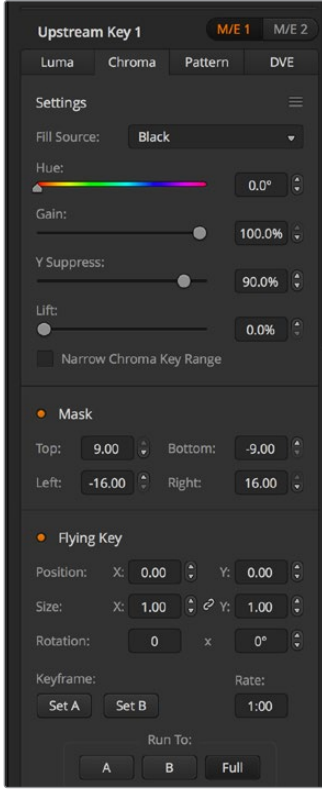 Upstream Key 1 M/E 1 M/E 2
Luma Chroma Pattern DVE
Settings
Fill Source: Black
Hue:
0.0°
Gain:
100.0%
Y Suppress:
90.0%
Lift:
0.0%
Narrow Chroma Key Range
Mask
Top: 9.00 Bottom: -9.00
Left: -16.00 Right: 16.00
Flying Key
Position: X: 0.00 Y: 0.00
Size: X: 1.00 Y: 1.00
Rotation: 0 x 0°
Keyframe: Rate:
Set A Set B 1:00
Run To:
A B Full